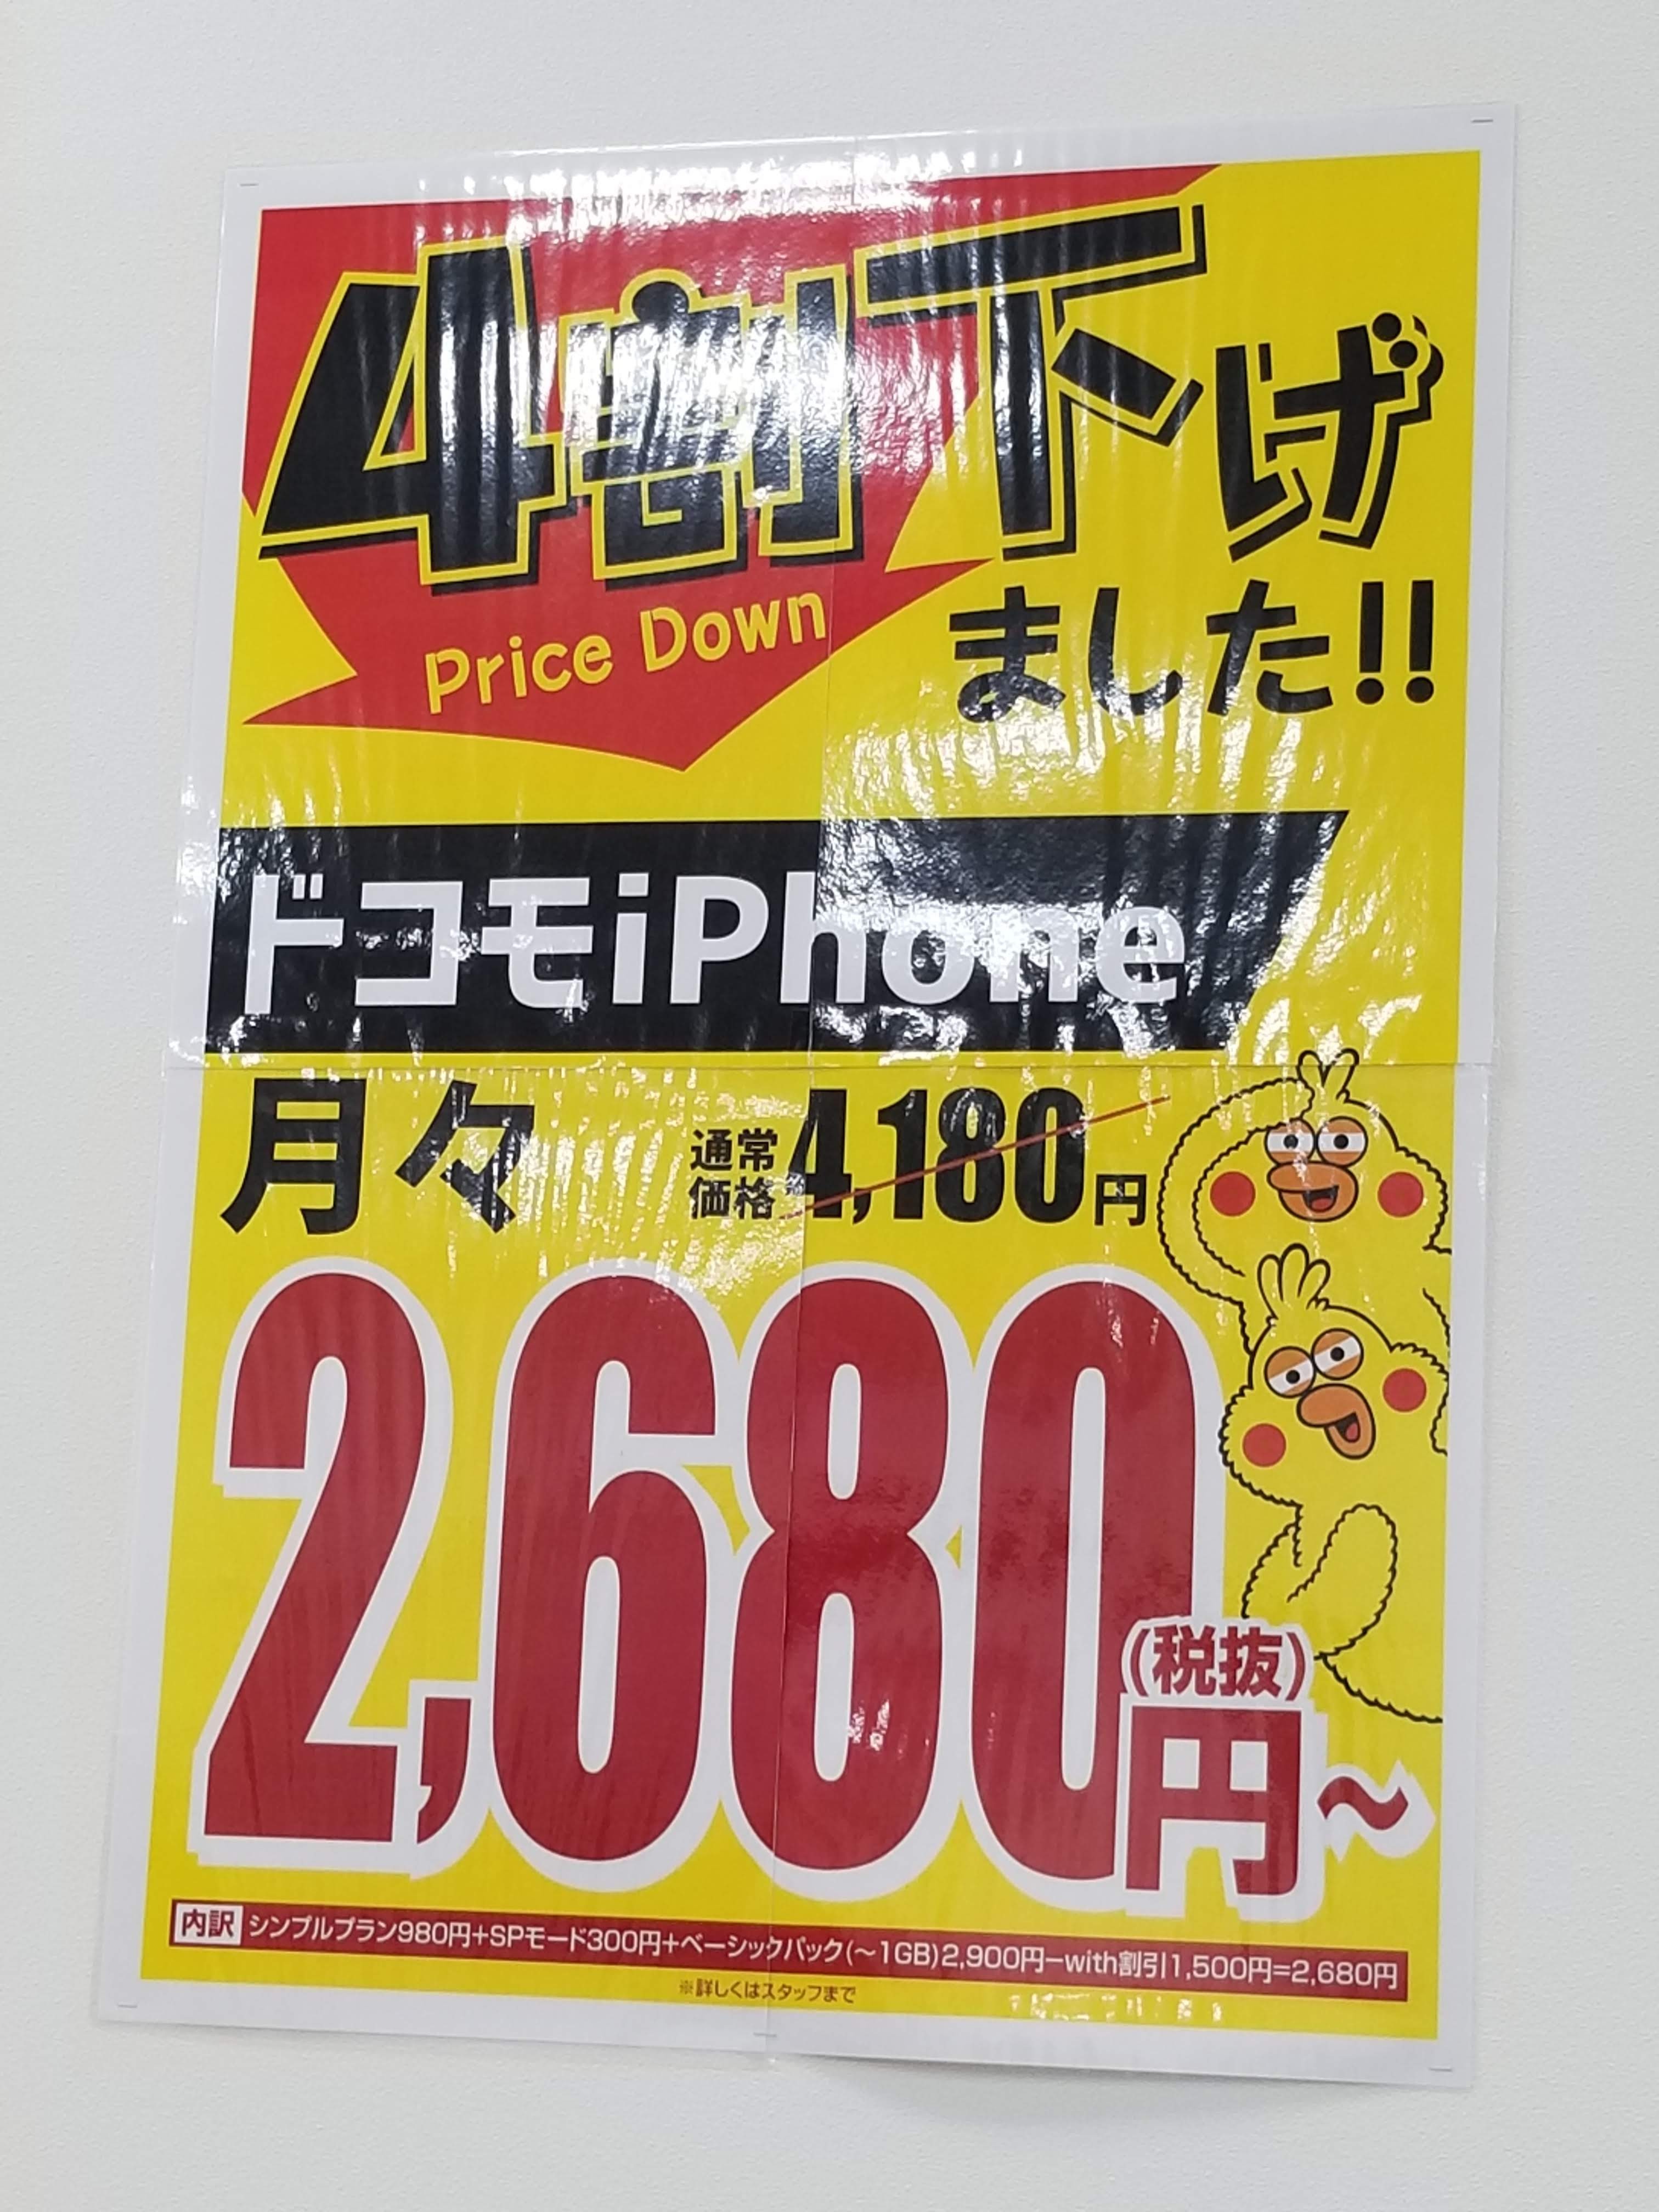 4割下げ
ました!!
Price Down
ドコモiPhone
月々
通常
価格
4,180円
2,680円~
(税抜)
内訳 シンプルプラン980円+SPモード300円+ベーシックパック(~1GB)2,900円-with割引1,500円=2,680円
※詳しくはスタッフまで